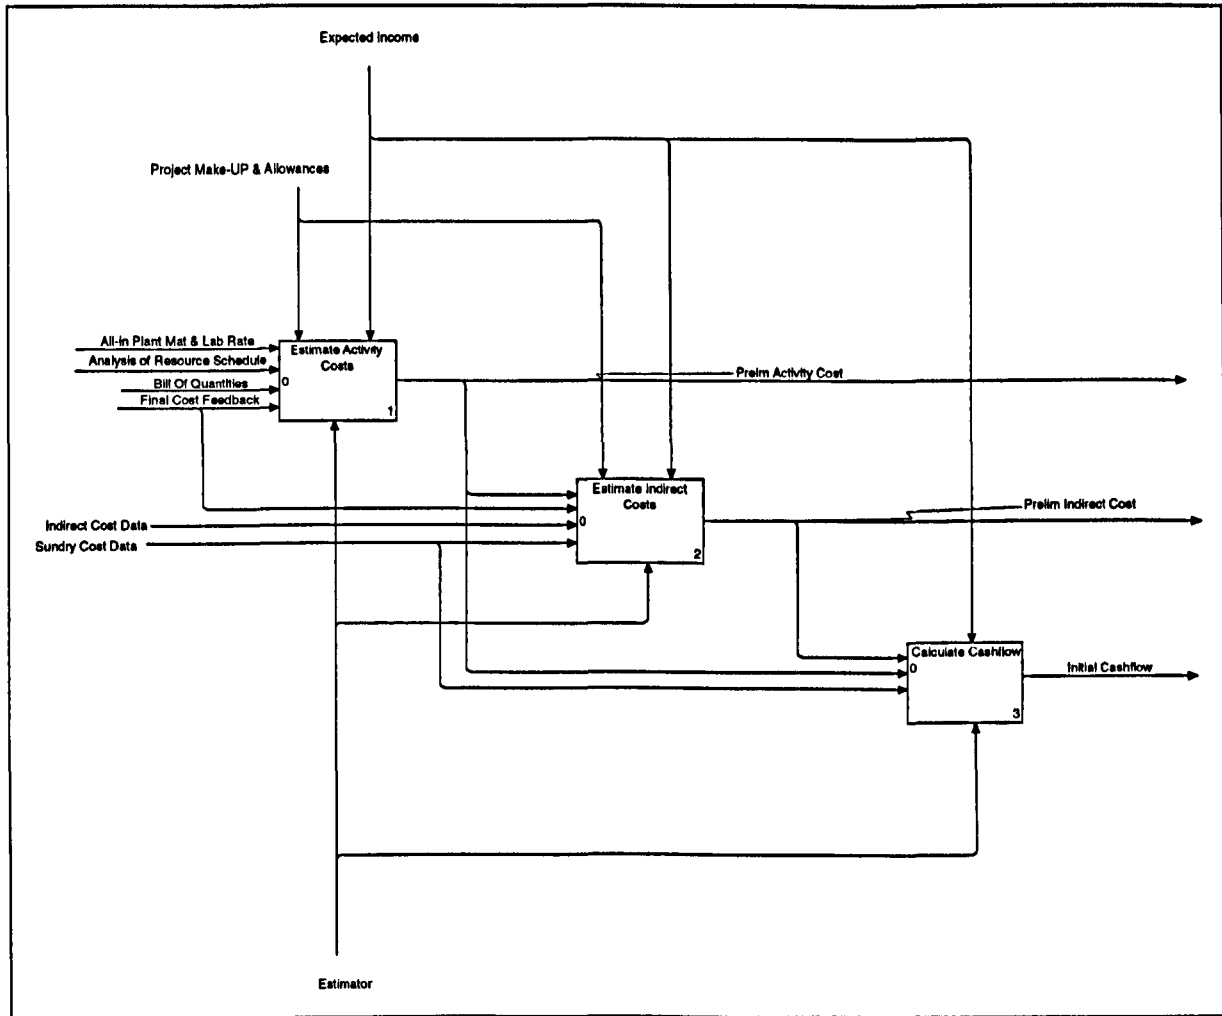 Expected Income
Project Make-UP & Allowances
All-in Plant Mat & Lab Rate
Analysis of Resource Schedule
Bill Of Quantities
Final Cost Feedback
Estimate Activity
Costs
0
1
Prelm Activity Cost
Estimate Indirect
Costs
0
2
Indirect Cost Data
Sundry Cost Data
Prelim Indirect Cost
Calculate Cashflow
0
3
Initial Cashflow
Estimator